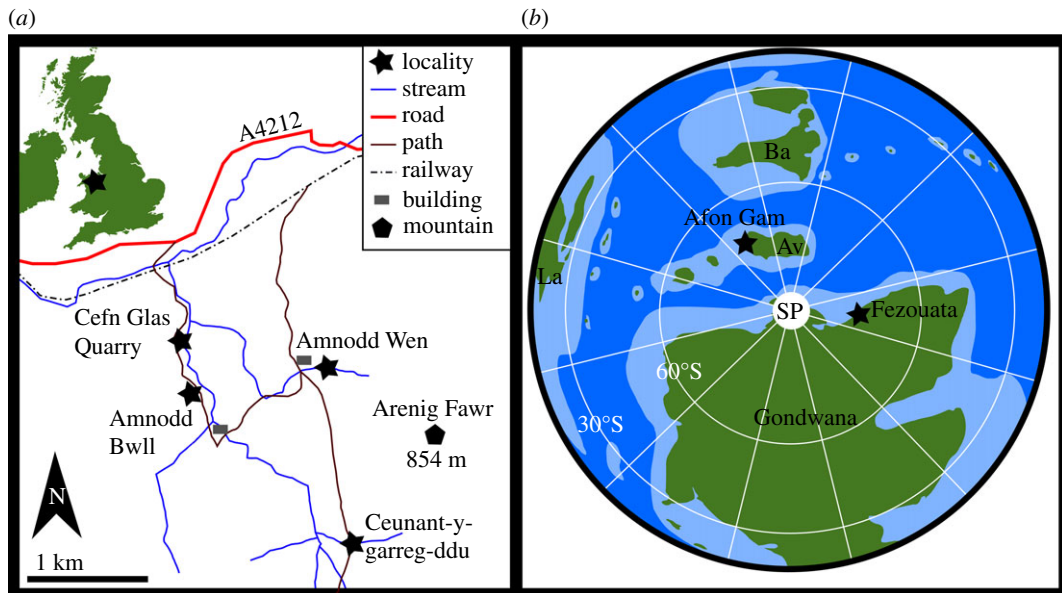 (a)
locality
stream
road
path
railway
building
mountain
A4212
Cefn Glas
Quarry
Amnodd Wen
Amnodd
Bwll
Arenig Fawr
854 m
N
Ceunant-y-
garreg-ddu
1 km
(b)
Ba
Afon Gam
Av
La
SP
Fezouata
60°S
Gondwana
30°S